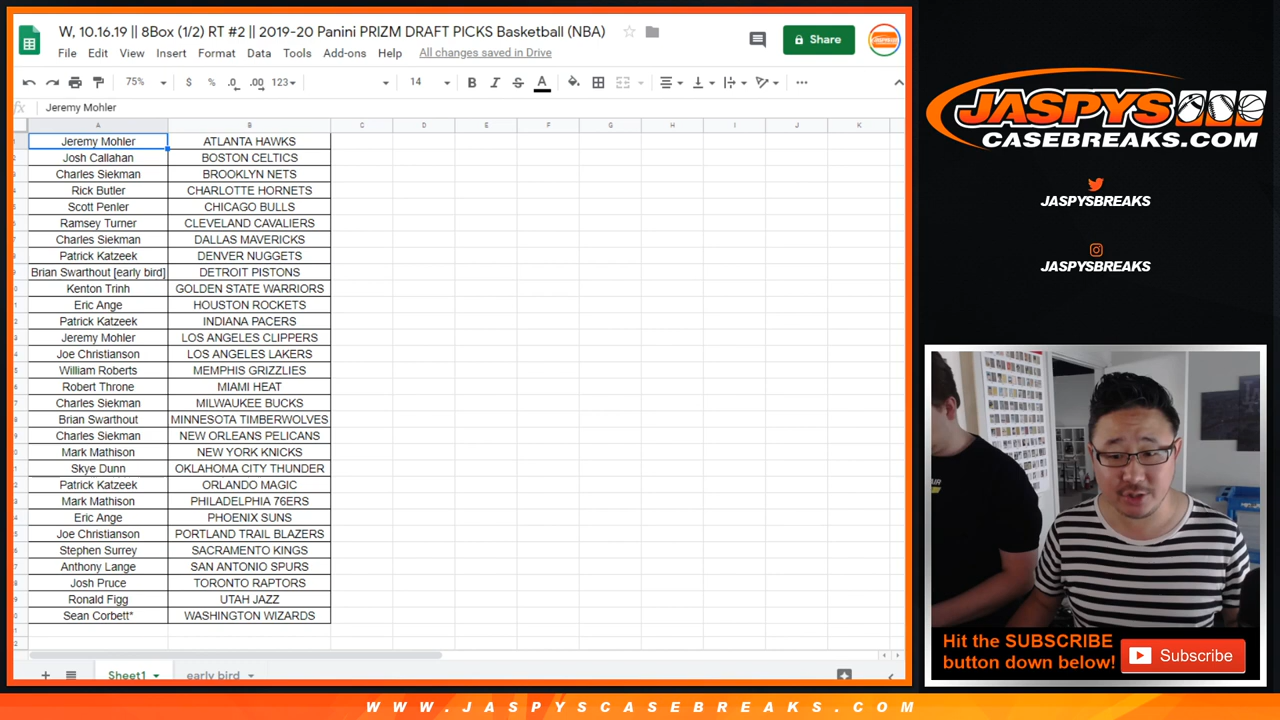 W, 10.16.19 || 8Box (1/2) RT #2 || 2019-20 Panini PRIZM DRAFT PICKS Basketball (NBA)
File Edit View Insert Format Data Tools Add-ons Help All changes saved in Drive
Share
75% $ % .0 .00 123 14 B I S A
fx Jeremy Mohler
A B C D E F G H I J K
Jeremy Mohler ATLANTA HAWKS
Josh Callahan BOSTON CELTICS
Charles Siekman BROOKLYN NETS
Rick Butler CHARLOTTE HORNETS
Scott Penler CHICAGO BULLS
Ramsey Turner CLEVELAND CAVALIERS
Charles Siekman DALLAS MAVERICKS
Patrick Katzeek DENVER NUGGETS
Brian Swarthout [early bird] DETROIT PISTONS
Kenton Trinh GOLDEN STATE WARRIORS
Eric Ange HOUSTON ROCKETS
Patrick Katzeek INDIANA PACERS
Jeremy Mohler LOS ANGELES CLIPPERS
Joe Christianson LOS ANGELES LAKERS
William Roberts MEMPHIS GRIZZLIES
Robert Throne MIAMI HEAT
Charles Siekman MILWAUKEE BUCKS
Brian Swarthout MINNESOTA TIMBERWOLVES
Charles Siekman NEW ORLEANS PELICANS
Mark Mathison NEW YORK KNICKS
Skye Dunn OKLAHOMA CITY THUNDER
Patrick Katzeek ORLANDO MAGIC
Mark Mathison PHILADELPHIA 76ERS
Eric Ange PHOENIX SUNS
Joe Christianson PORTLAND TRAIL BLAZERS
Stephen Surrey SACRAMENTO KINGS
Anthony Lange SAN ANTONIO SPURS
Josh Pruce TORONTO RAPTORS
Ronald Figg UTAH JAZZ
Sean Corbett* WASHINGTON WIZARDS
Sheet1 early bird
JASPYS
CASEBREAKS.COM
JASPYSBREAKS
JASPYSBREAKS
Hit the SUBSCRIBE
button down below!
Subscribe
WWW.JASPYSCASEBREAKS.COM